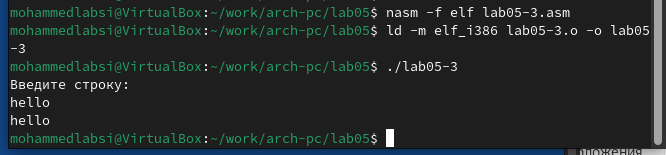 mohammedlabsi@VirtualBox:~/work/arch-pc/lab05$ nasm -f elf lab05-3.asm
mohammedlabsi@VirtualBox:~/work/arch-pc/lab05$ ld -m elf_i386 lab05-3.o -o lab05
-3
mohammedlabsi@VirtualBox:~/work/arch-pc/lab05$ ./lab05-3
Введите строку:
hello
hello
mohammedlabsi@VirtualBox:~/work/arch-pc/lab05$